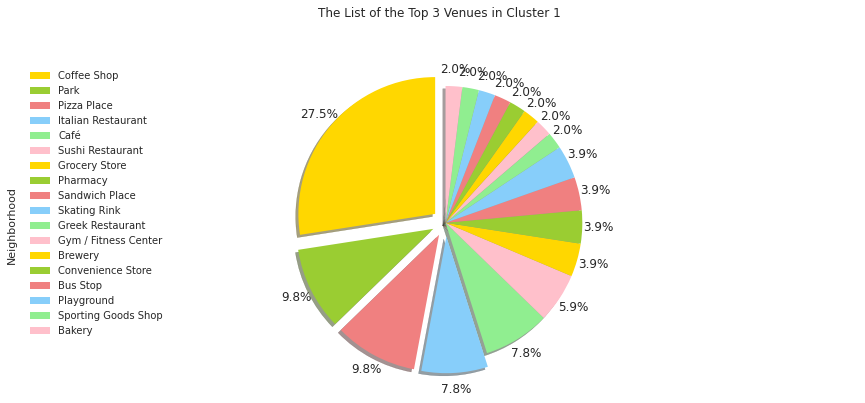 The List of the Top 3 Venues in Cluster 1
Neighborhood
Coffee Shop
Park
Pizza Place
Italian Restaurant
Café
Sushi Restaurant
Grocery Store
Pharmacy
Sandwich Place
Skating Rink
Greek Restaurant
Gym / Fitness Center
Brewery
Convenience Store
Bus Stop
Playground
Sporting Goods Shop
Bakery
27.5%
9.8%
9.8%
7.8%
7.8%
5.9%
3.9%
3.9%
3.9%
3.9%
2.0%
2.0%
2.0%
2.0%
2.0%
2.0%
2.0%
2.0%